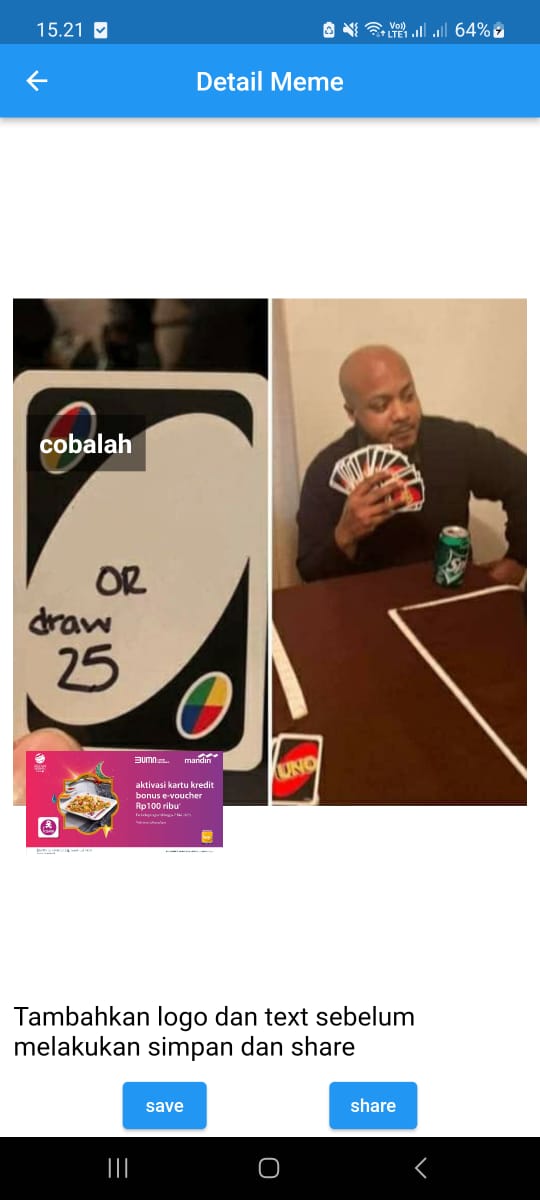 15.21
Vo))
LTE1
64%
Detail Meme
cobalah
OR
draw
25
UNO
BUMN
mandiri
aktivasi kartu kredit
bonus e-voucher
Rp100 ribu*
Tambahkan logo dan text sebelum
melakukan simpan dan share
save
share